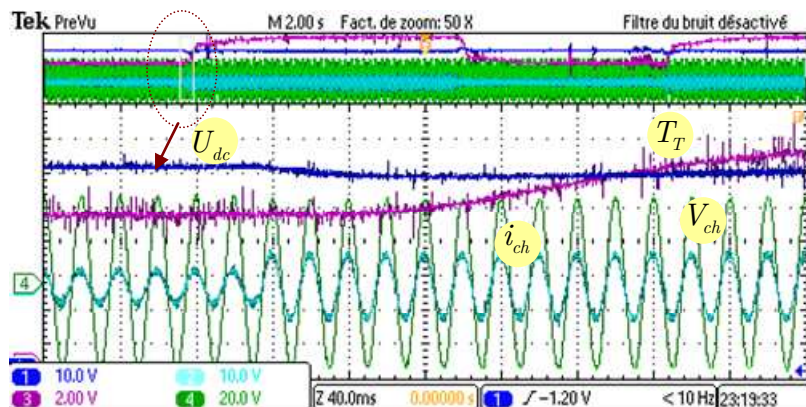 Tek PreVu M 2.00 s Fact. de zoom: 50 X Filtre du bruit désactivé
U_dc
T_T
i_ch
V_ch
4
1 10.0 V 2 10.0 V
3 2.00 V 4 20.0 V
Z 40.0ms 0.00000 s
1 ∫ −1.20 V
< 10 Hz 23:19:33